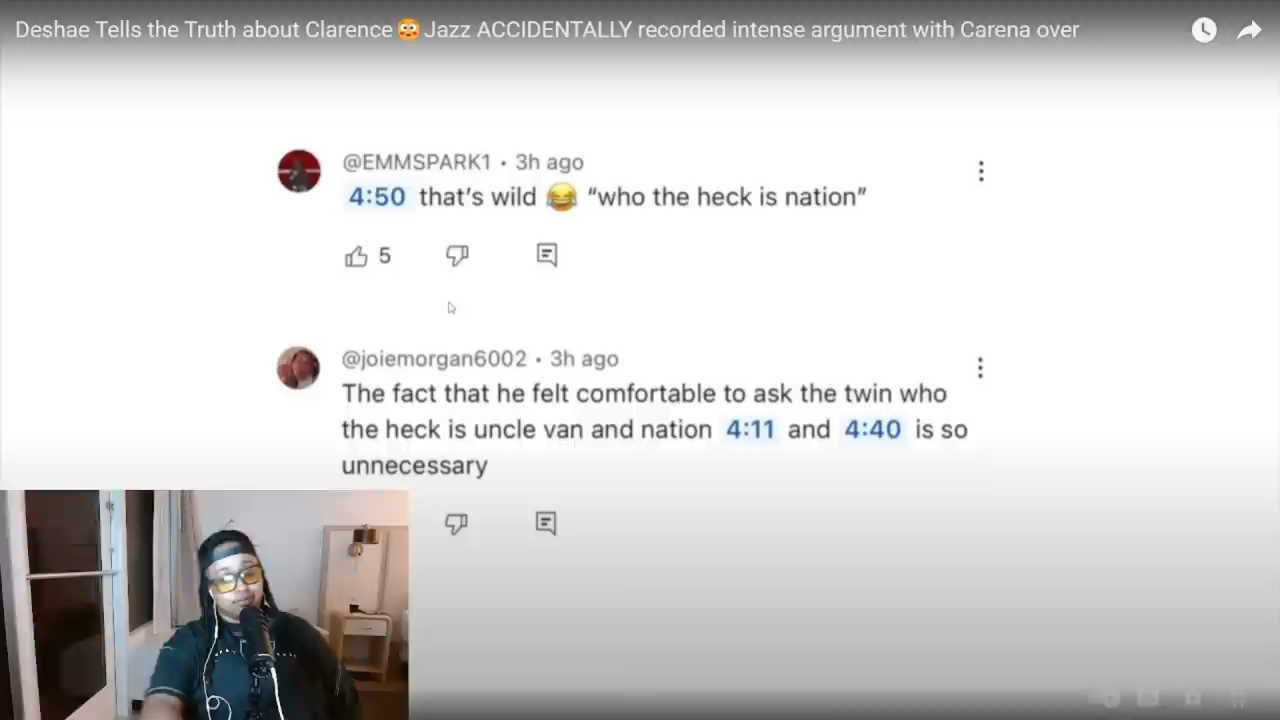 Deshae Tells the Truth about Clarence😳Jazz ACCIDENTALLY recorded intense argument with Carena over
@EMMSPARK1 • 3h ago
4:50 that’s wild 😂 “who the heck is nation”
5
@joiemorgan6002 • 3h ago
The fact that he felt comfortable to ask the twin who
the heck is uncle van and nation 4:11 and 4:40 is so
unnecessary